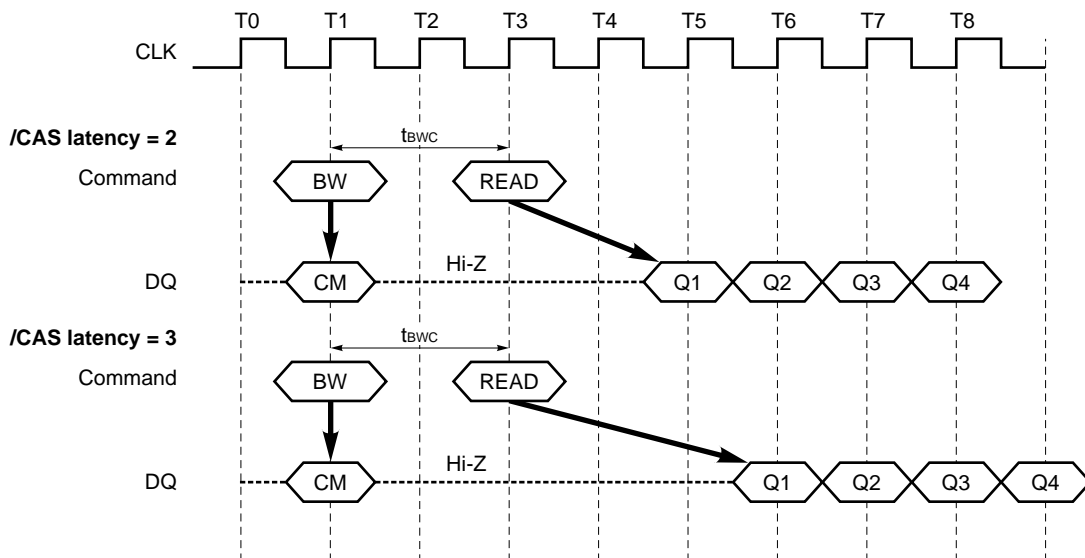 T0 T1 T2 T3 T4 T5 T6 T7 T8
CLK
/CAS latency = 2
tBWC
Command BW READ
Hi-Z
DQ CM Q1 Q2 Q3 Q4
/CAS latency = 3
tBWC
Command BW READ
Hi-Z
DQ CM Q1 Q2 Q3 Q4